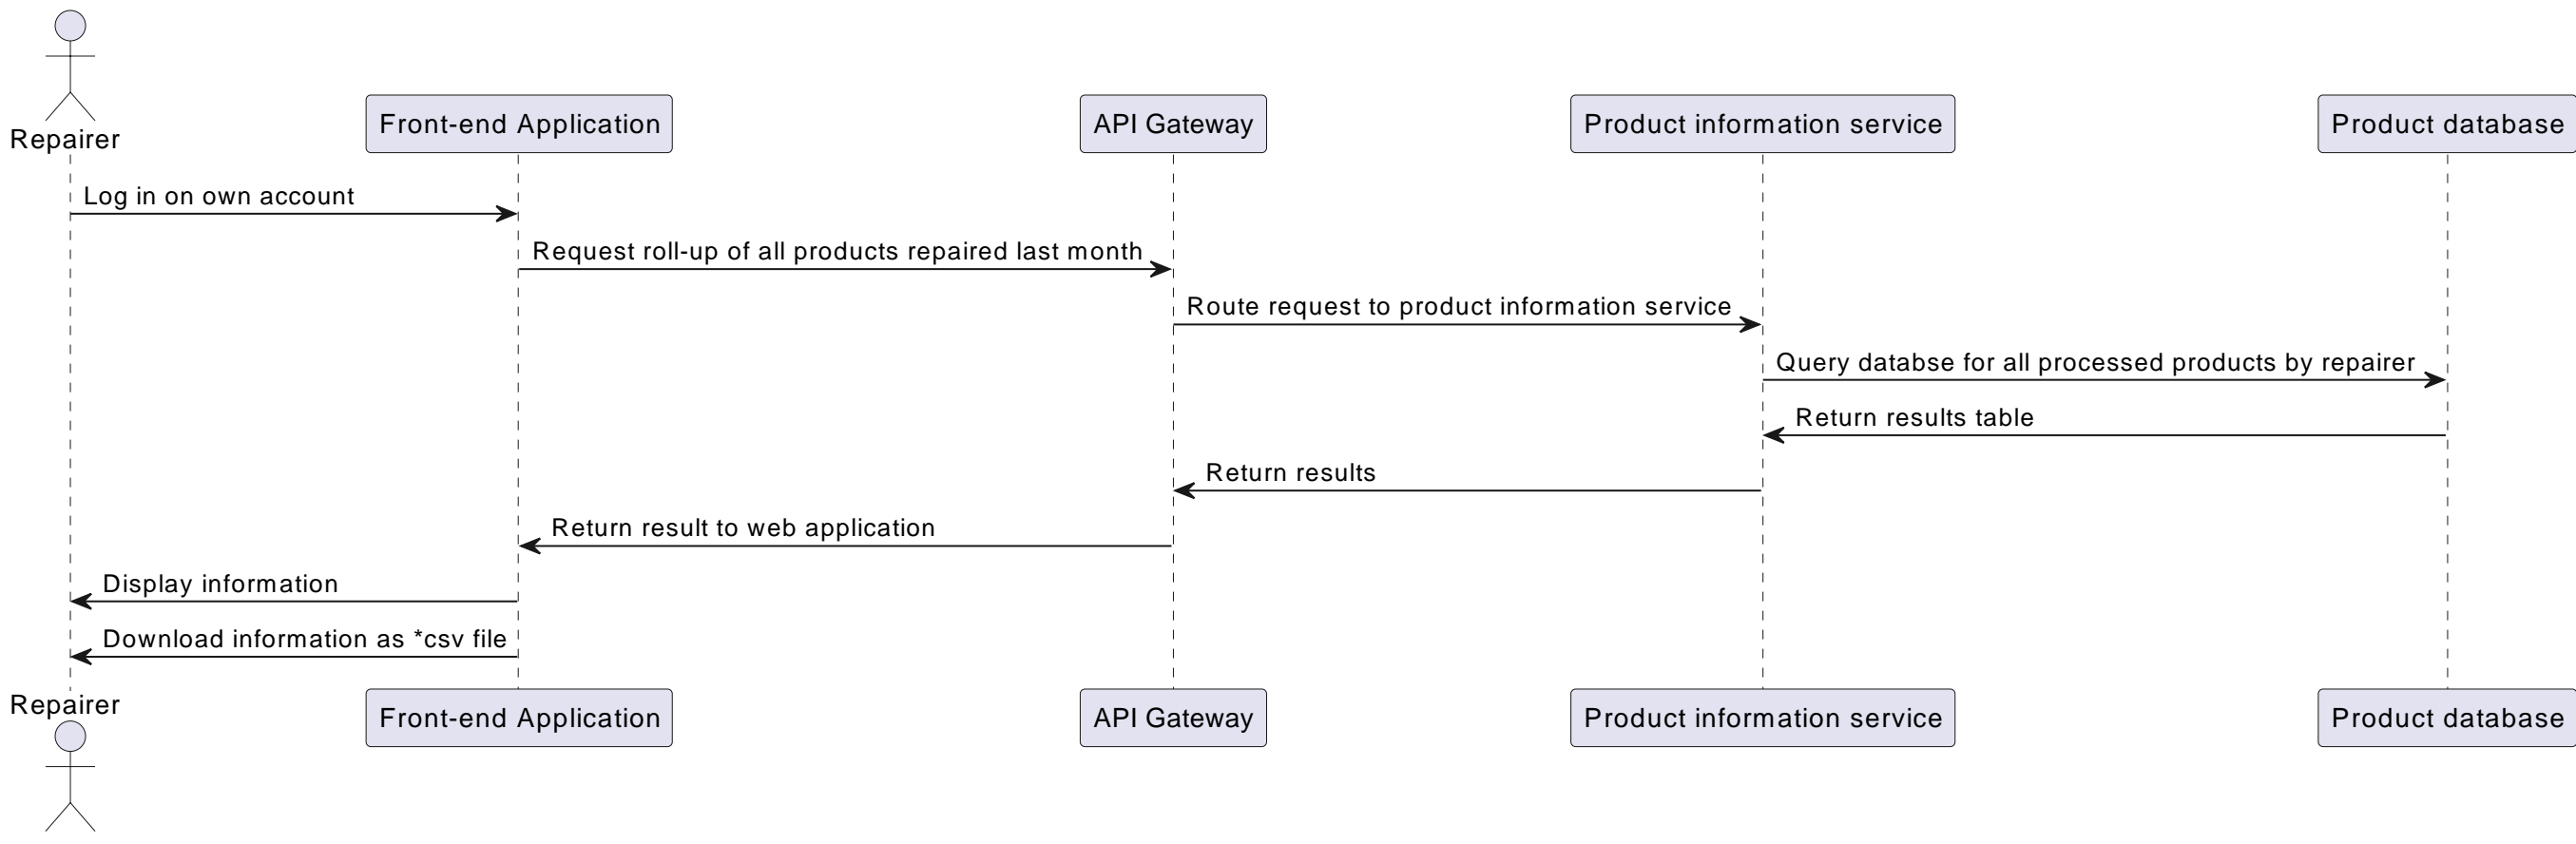 Repairer
Front-end Application
API Gateway
Product information service
Product database
Log in on own account
Request roll-up of all products repaired last month
Route request to product information service
Query databse for all processed products by repairer
Return results table
Return results
Return result to web application
Display information
Download information as *csv file
Repairer
Front-end Application
API Gateway
Product information service
Product database